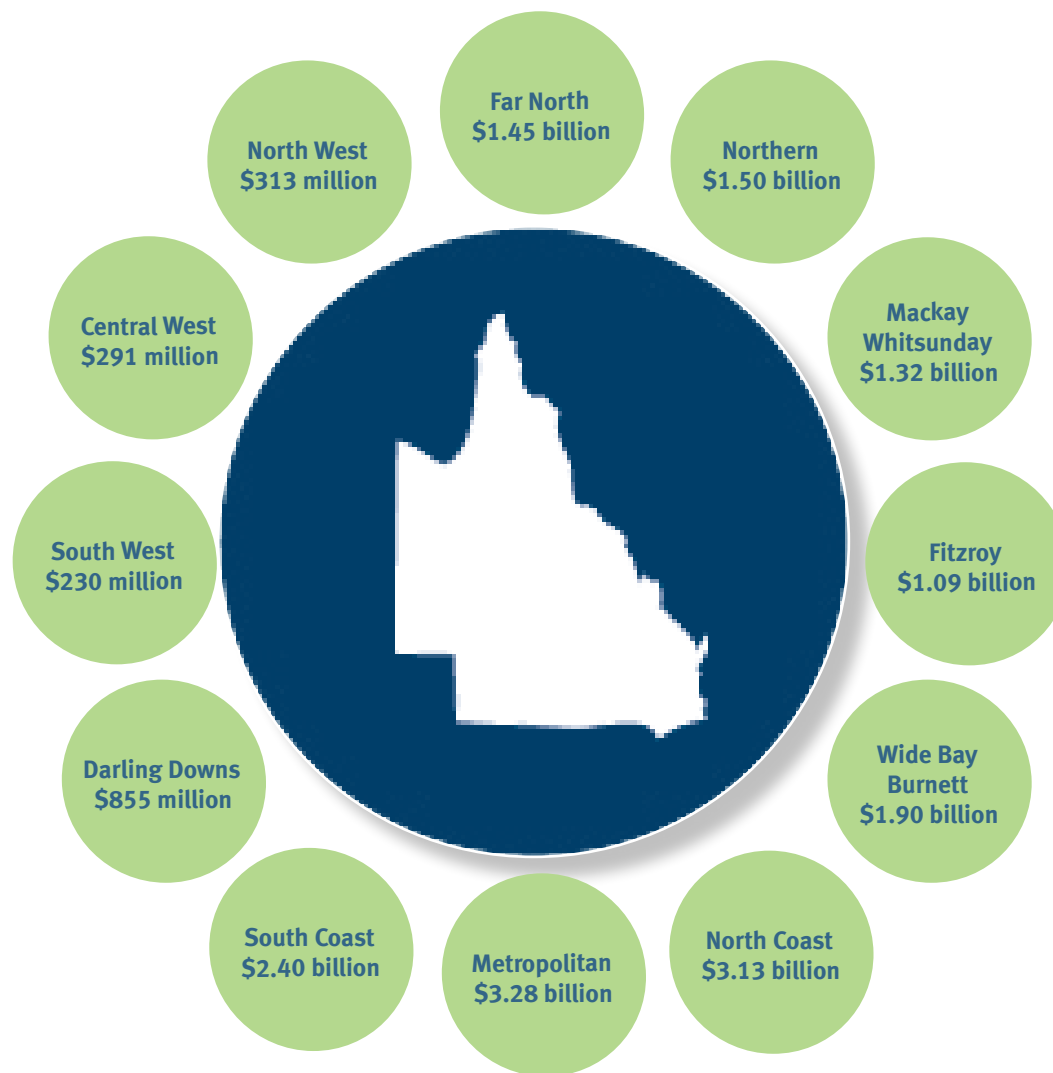 Far North
$1.45 billion
North West
$313 million
Northern
$1.50 billion
Central West
$291 million
Mackay
Whitsunday
$1.32 billion
South West
$230 million
Fitzroy
$1.09 billion
Darling Downs
$855 million
Wide Bay
Burnett
$1.90 billion
South Coast
$2.40 billion
Metropolitan
$3.28 billion
North Coast
$3.13 billion